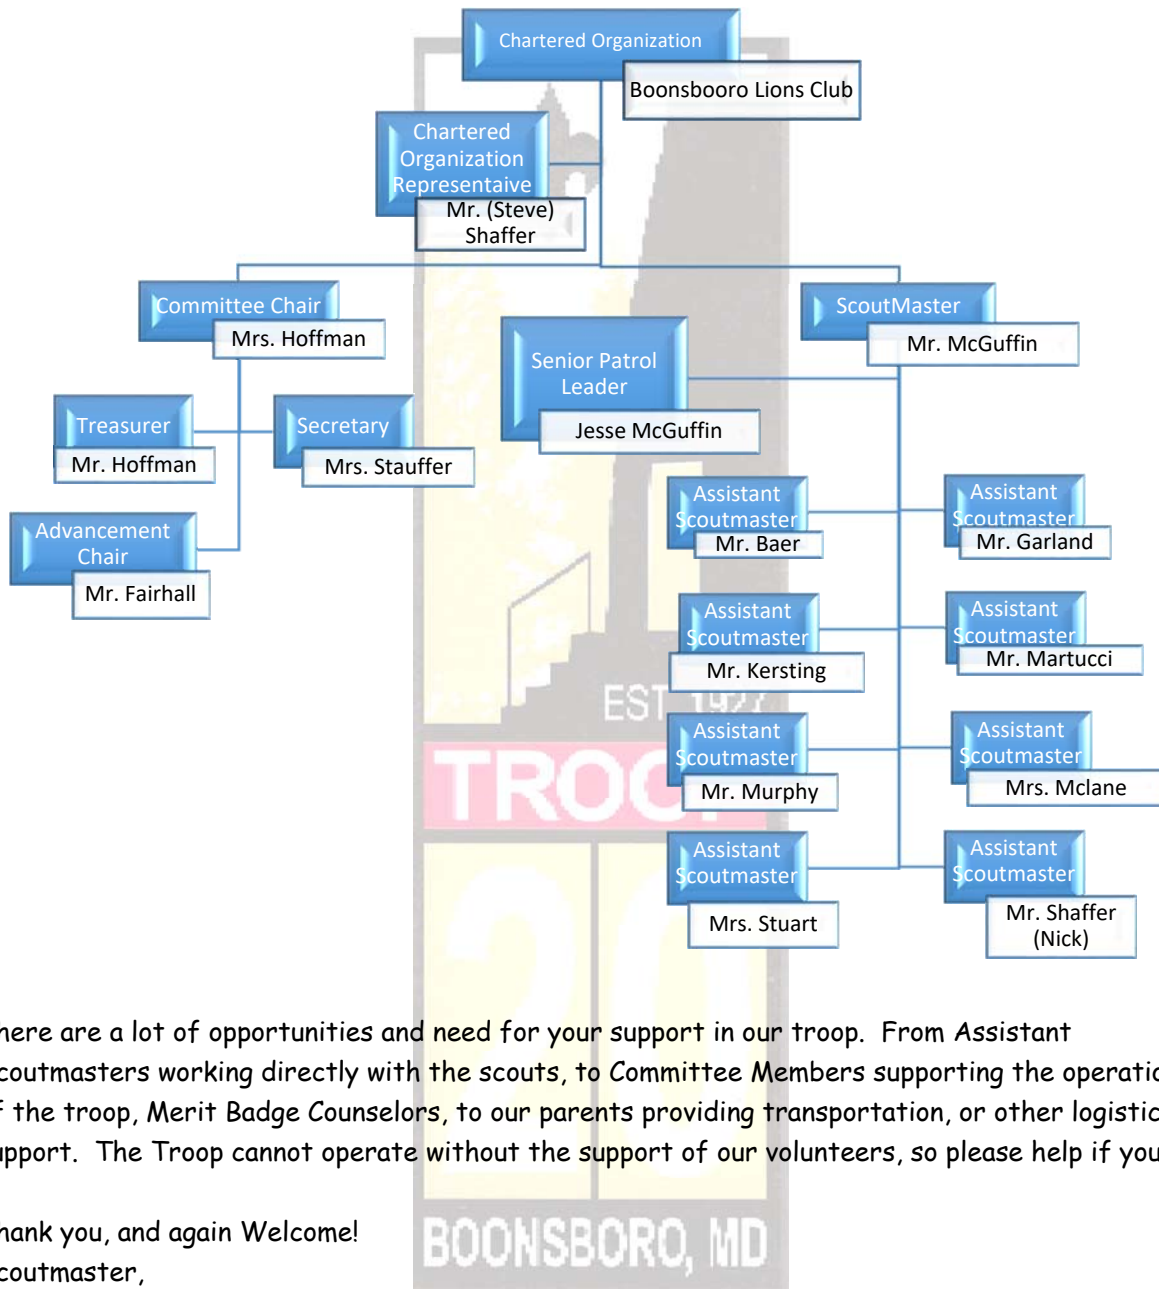 Chartered Organization
Boonsbooro Lions Club
Chartered
Organization
Representaive
Mr. (Steve)
Shaffer
Committee Chair
Mrs. Hoffman
ScoutMaster
Mr. McGuffin
Senior Patrol
Leader
Jesse McGuffin
Treasurer
Mr. Hoffman
Secretary
Mrs. Stauffer
Advancement
Chair
Mr. Fairhall
Assistant
Scoutmaster
Mr. Baer
Assistant
Scoutmaster
Mr. Garland
Assistant
Scoutmaster
Mr. Kersting
Assistant
Scoutmaster
Mr. Martucci
Assistant
Scoutmaster
Mr. Murphy
Assistant
Scoutmaster
Mrs. Mclane
Assistant
Scoutmaster
Mrs. Stuart
Assistant
Scoutmaster
Mr. Shaffer
(Nick)
EST 1927
20
here are a lot of opportunities and need for your support in our troop. From Assistant
coutmasters working directly with the scouts, to Committee Members supporting the operatio
f the troop, Merit Badge Counselors, to our parents providing transportation, or other logistic
upport. The Troop cannot operate without the support of our volunteers, so please help if you
hank you, and again Welcome!
coutmaster,
BOONSBORO, MD